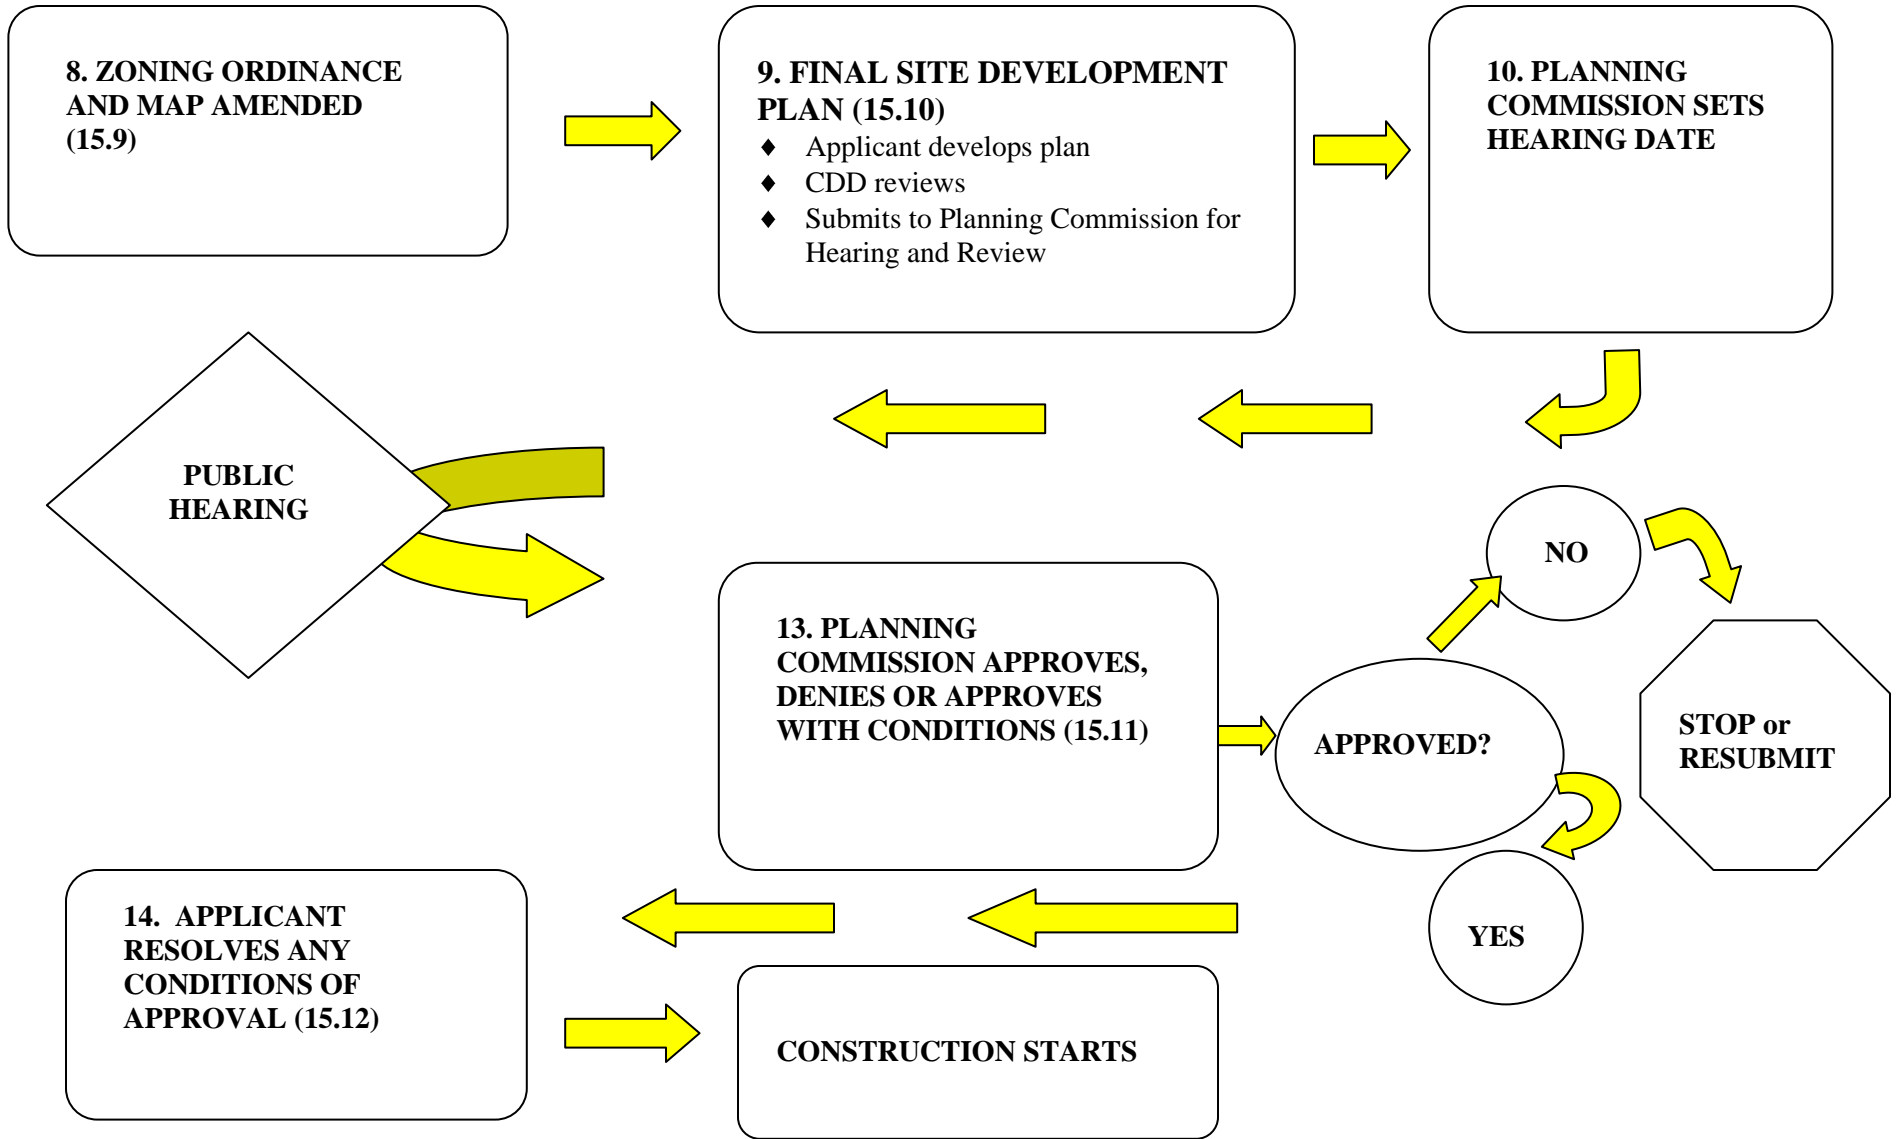 8. ZONING ORDINANCE
AND MAP AMENDED
(15.9)
9. FINAL SITE DEVELOPMENT
PLAN (15.10)
♦ Applicant develops plan
♦ CDD reviews
♦ Submits to Planning Commission for
Hearing and Review
10. PLANNING
COMMISSION SETS
HEARING DATE
PUBLIC
HEARING
13. PLANNING
COMMISSION APPROVES,
DENIES OR APPROVES
WITH CONDITIONS (15.11)
APPROVED?
NO
STOP or
RESUBMIT
YES
14. APPLICANT
RESOLVES ANY
CONDITIONS OF
APPROVAL (15.12)
CONSTRUCTION STARTS